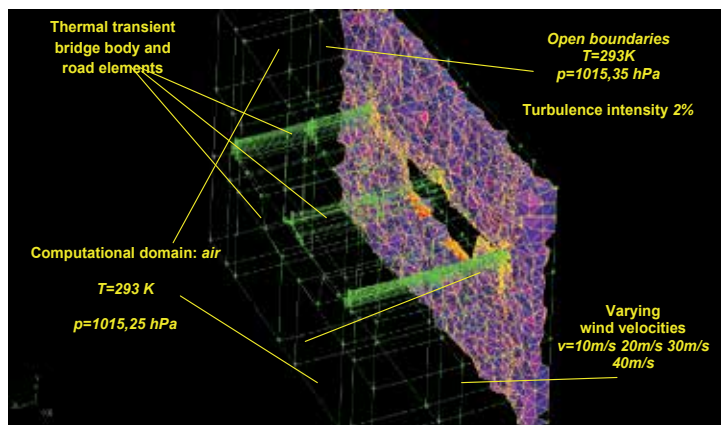 Thermal transient
bridge body and
road elements
Open boundaries
T=293K
p=1015,35 hPa
Turbulence intensity 2%
Computational domain: air
T=293 K
p=1015,25 hPa
Varying
wind velocities
v=10m/s 20m/s 30m/s
40m/s